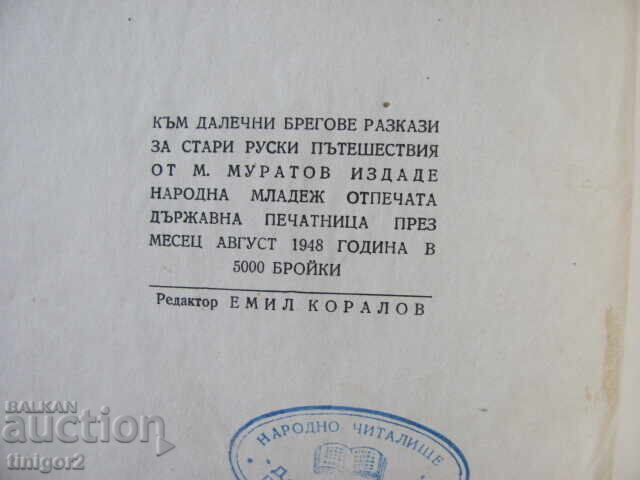 КЪМ ДАЛЕЧНИ БРЕГОВЕ РАЗКАЗИ
ЗА СТАРИ РУСКИ ПЪТЕШЕСТВИЯ
ОТ М. МУРАТОВ ИЗДАДЕ
НАРОДНА МЛАДЕЖ ОТПЕЧАТА
ДЪРЖАВНА ПЕЧАТНИЦА ПРЕЗ
МЕСЕЦ АВГУСТ 1948 ГОДИНА В
5000 БРОЙКИ
Редактор ЕМИЛ КОРАЛОВ
НАРОДНО ЧИТАЛИЩЕ
BALKAN
auction
tinigor2